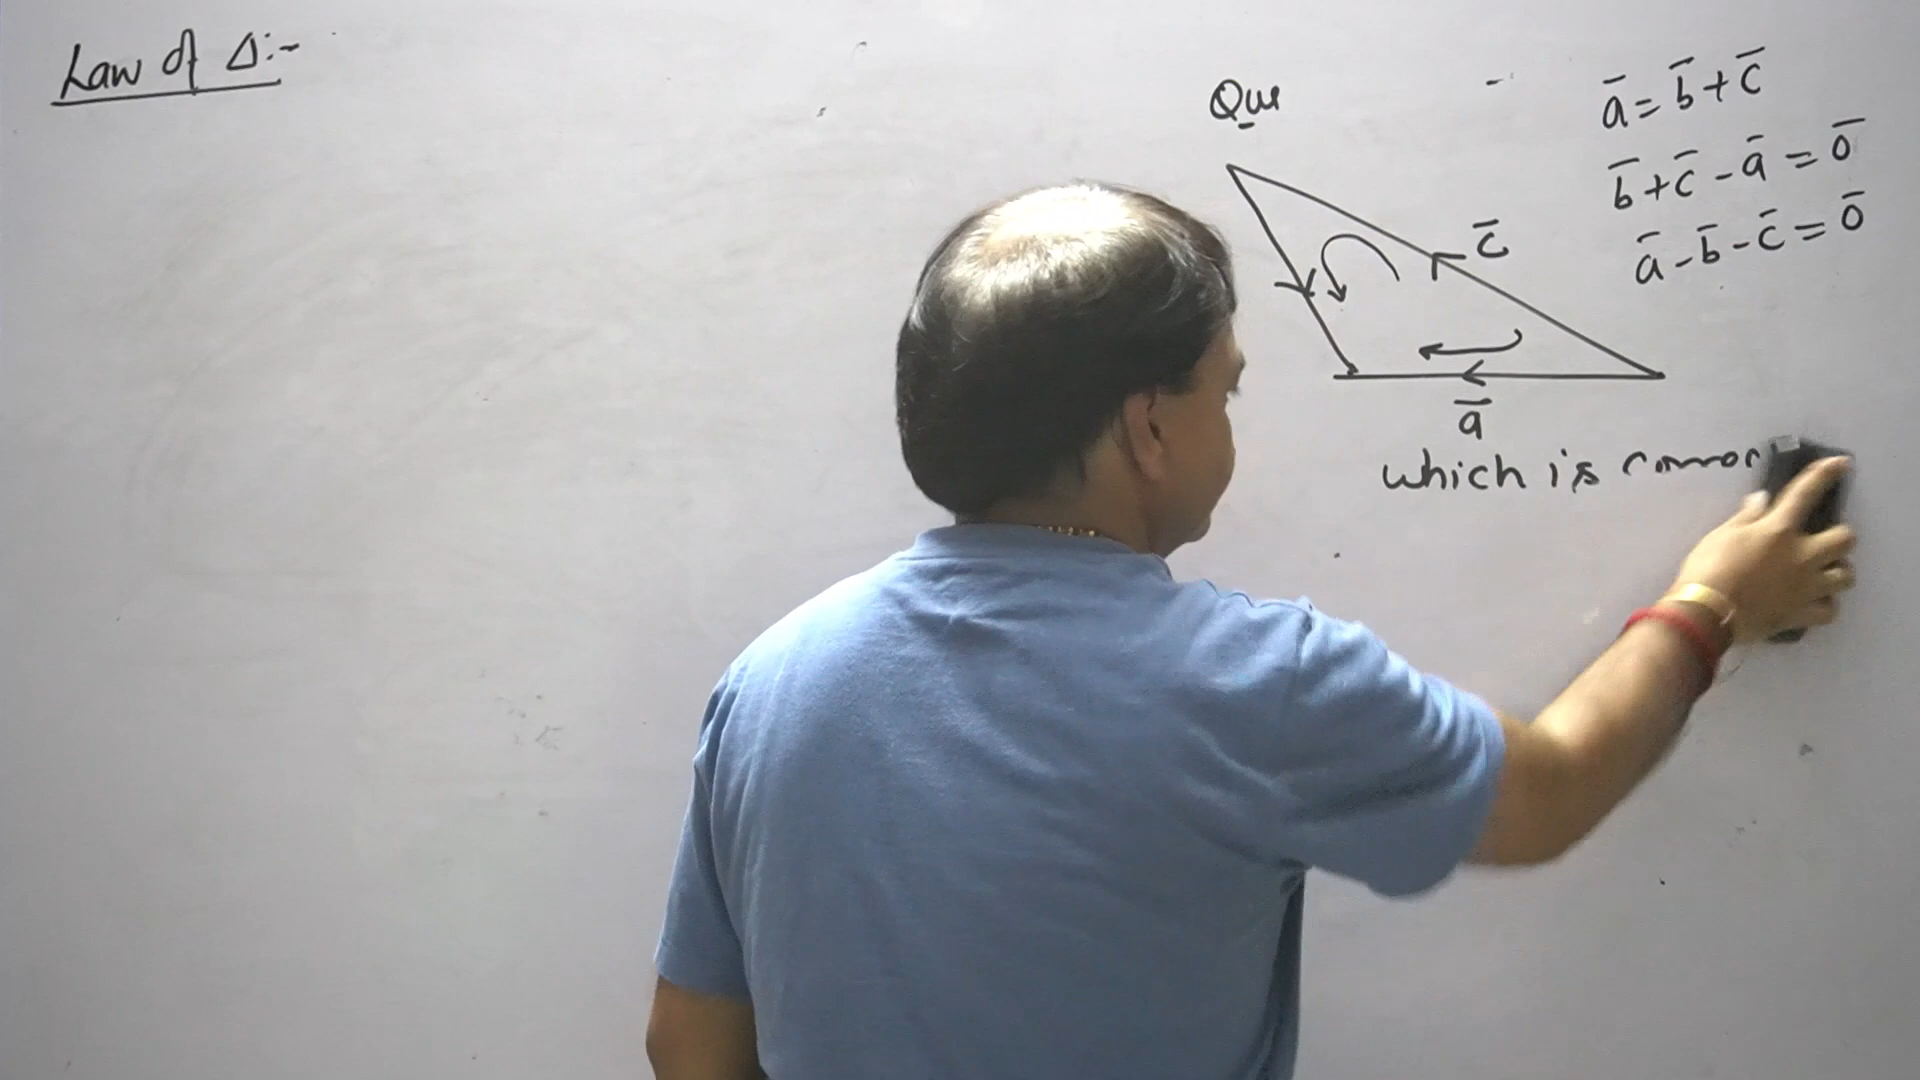 Law of Δ:-
Que
a̅ = b̅ + c̅
b̅ + c̅ - a̅ = 0̅
a̅ - b̅ - c̅ = 0̅
c̅
a̅
which is